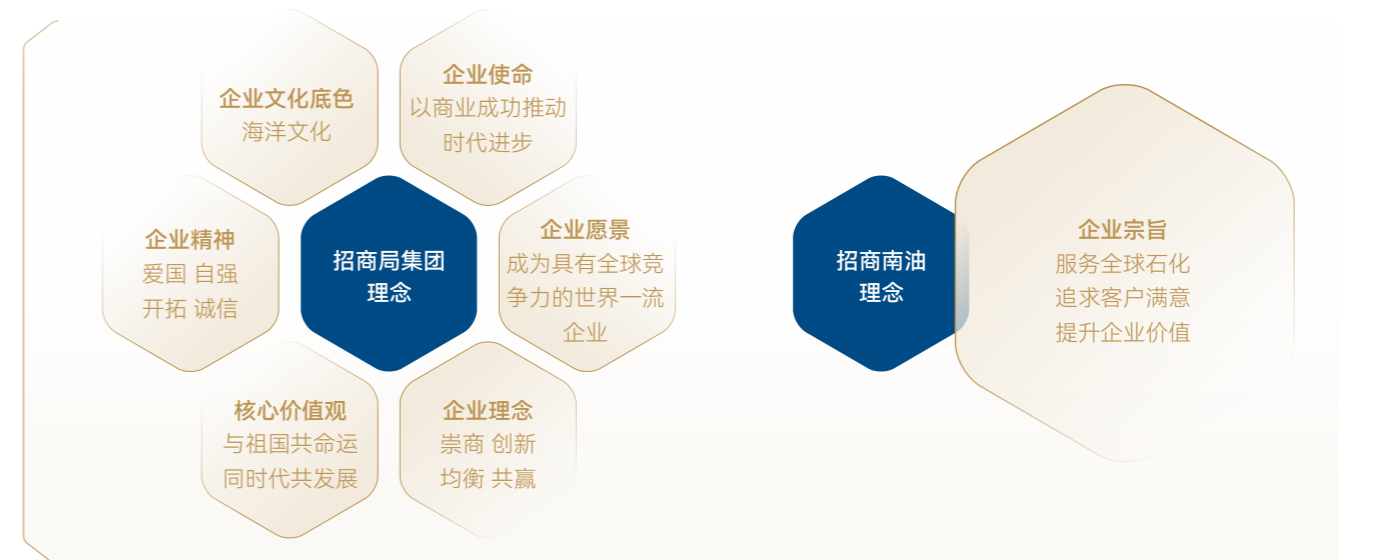 企业文化底色
海洋文化
企业使命
以商业成功推动
时代进步
企业精神
爱国 自强
开拓 诚信
招商局集团
理念
企业愿景
成为具有全球竞
争力的世界一流
企业
核心价值观
与祖国共命运
同时代共发展
企业理念
崇商 创新
均衡 共赢
招商南油
理念
企业宗旨
服务全球石化
追求客户满意
提升企业价值